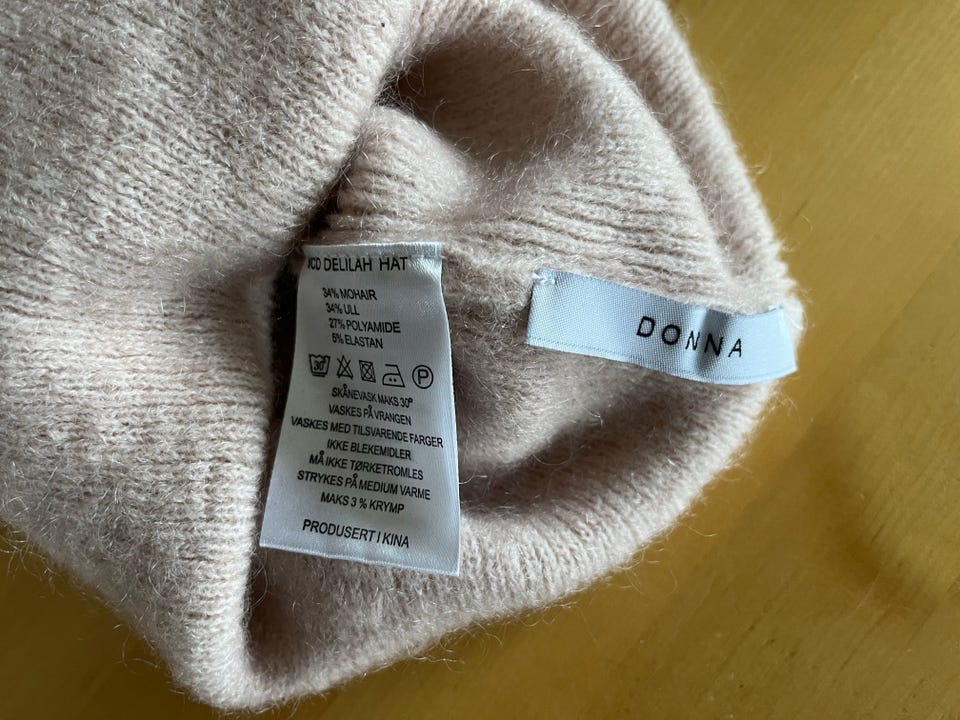 VCD DELILAH HAT
34% MOHAIR
34% ULL
27% POLYAMIDE
5% ELASTAN
30°
P
SKÅNEVASK MAKS 30°
VASKES PÅ VRANGEN
VASKES MED TILSVARENDE FARGER
IKKE BLEKEMIDLER
MÅ IKKE TØRKETROMLES
STRYKES PÅ MEDIUM VARME
MAKS 3 % KRYMP
PRODUSERT I KINA
DONNA